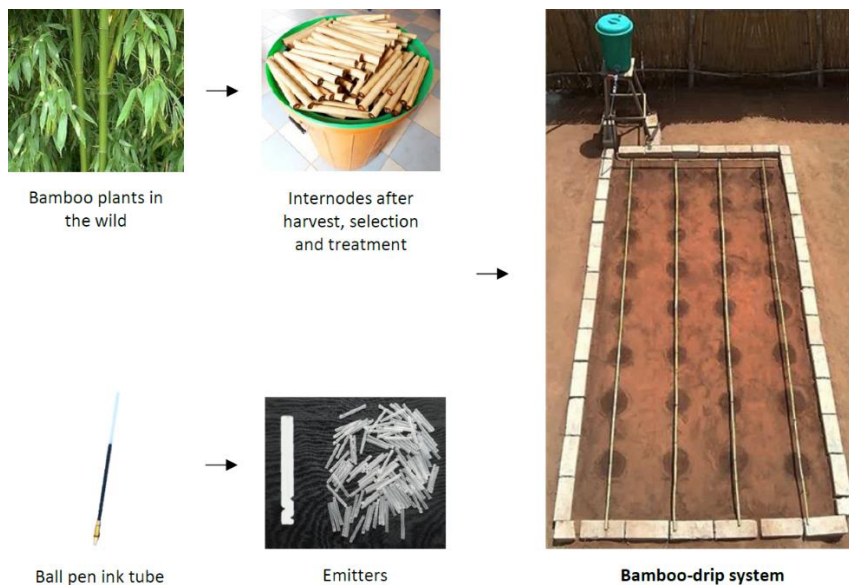 Bamboo plants in
the wild
Internodes after
harvest, selection
and treatment
Ball pen ink tube
Emitters
Bamboo-drip system